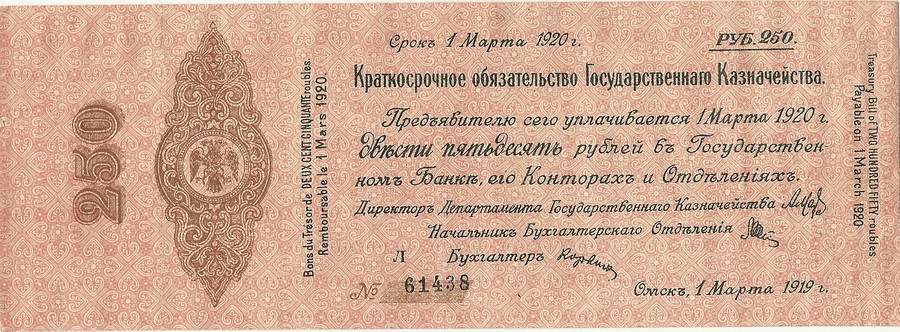 250
Bons du Trésor de DEUX CENT CINQUANTE roubles.
Remboursable le 1 Mars 1920.
Срокъ 1 Марта 1920 г.
РУБ. 250.
Краткосрочное обязательство Государственнаго Казначейства.
Предъявителю сего уплачивается 1 Марта 1920 г.
двѣсти пятьдесятъ рублей въ Государствен-
номъ Банкѣ, его Конторахъ и Отдѣленіяхъ.
Директоръ Департамента Государственнаго Казначейства
Начальникъ Бухгалтерскаго Отдѣленія
Л Бухгалтеръ
№ 61438
Омскъ, 1 Марта 1919 г.
Treasury Bill of TWO HUNDRED FIFTY roubles
Payable on 1 March 1920